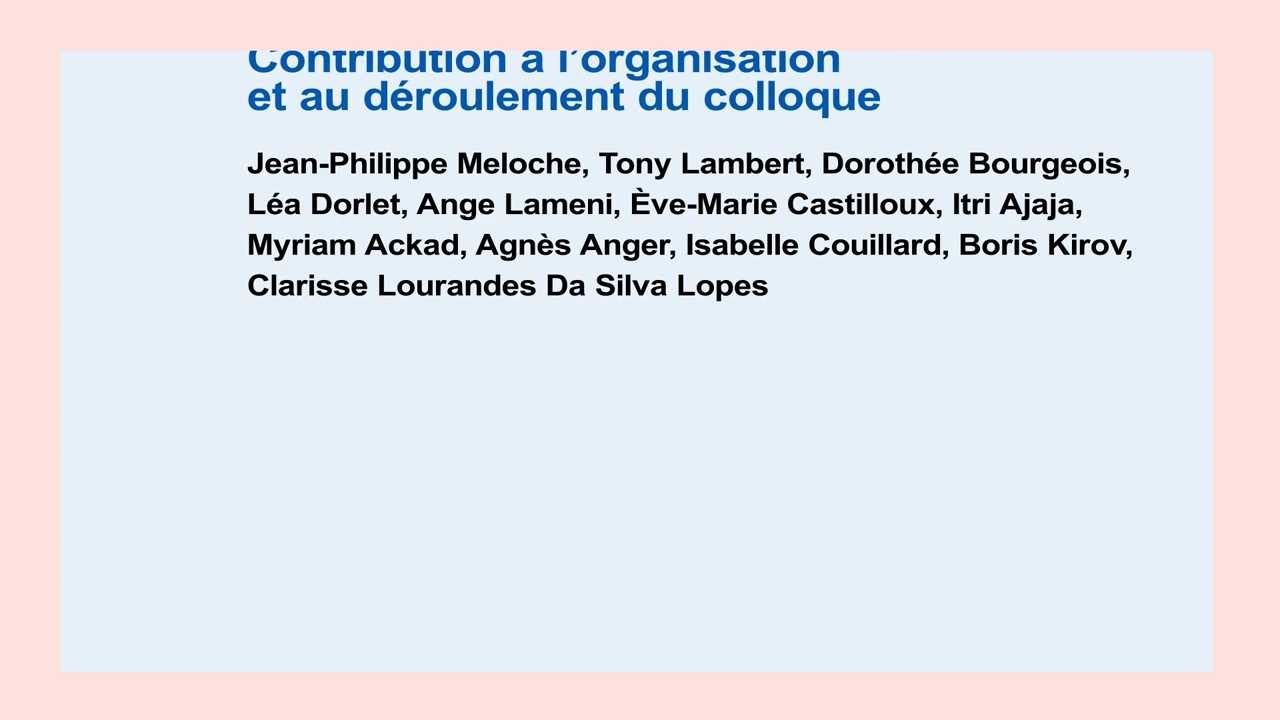 Contribution à l'organisation
et au déroulement du colloque
Jean-Philippe Meloche, Tony Lambert, Dorothée Bourgeois,
Léa Dorlet, Ange Lameni, Ève-Marie Castilloux, Itri Ajaja,
Myriam Ackad, Agnès Anger, Isabelle Couillard, Boris Kirov,
Clarisse Lourandes Da Silva Lopes